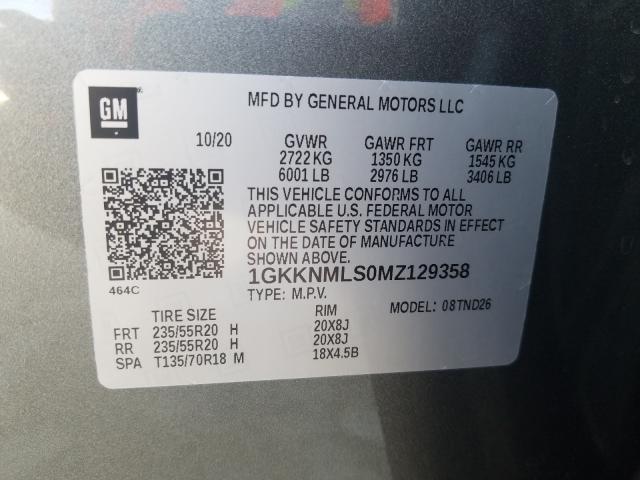 GM
MFD BY GENERAL MOTORS LLC
10/20 GVWR GAWR FRT GAWR RR
2722 KG 1350 KG 1545 KG
6001 LB 2976 LB 3406 LB
THIS VEHICLE CONFORMS TO ALL
APPLICABLE U.S. FEDERAL MOTOR
VEHICLE SAFETY STANDARDS IN EFFECT
ON THE DATE OF MANUFACTURE
SHOWN ABOVE.
1GKKNMLS0MZ129358
464C
TYPE: M.P.V. MODEL: 08TND26
TIRE SIZE RIM
FRT 235/55R20 H 20X8J
RR 235/55R20 H 20X8J
SPA T135/70R18 M 18X4.5B